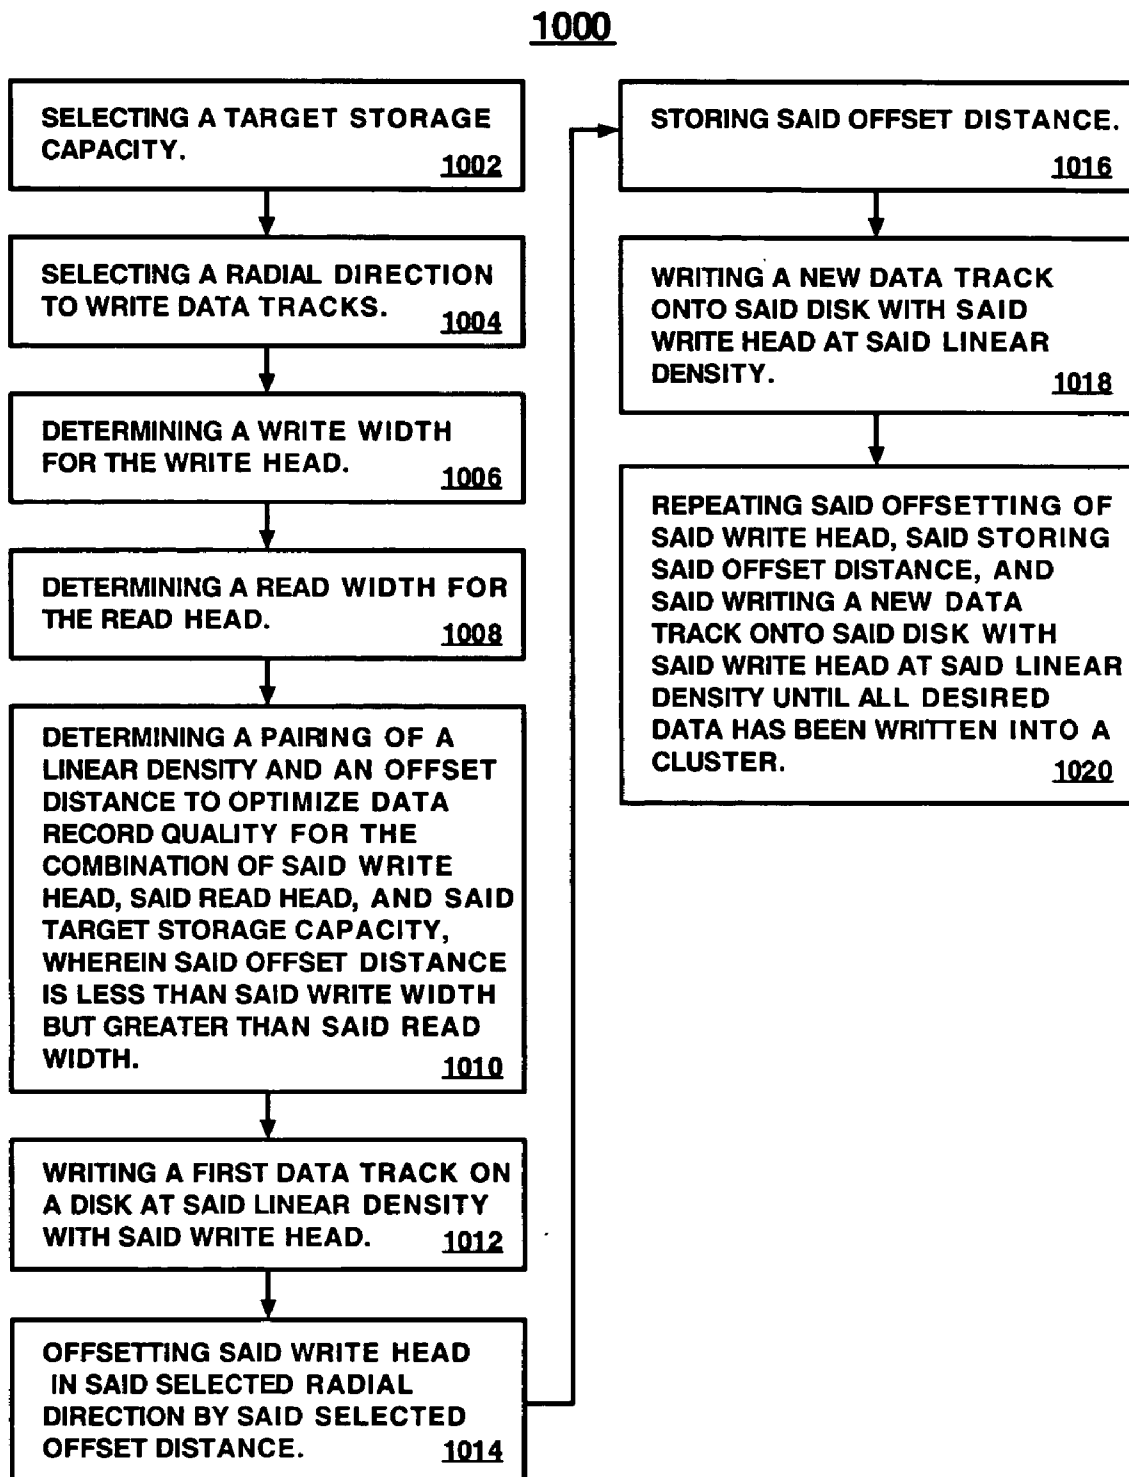 1000
SELECTING A TARGET STORAGE
CAPACITY.
1002
SELECTING A RADIAL DIRECTION
TO WRITE DATA TRACKS.
1004
DETERMINING A WRITE WIDTH
FOR THE WRITE HEAD.
1006
DETERMINING A READ WIDTH FOR
THE READ HEAD.
1008
DETERMINING A PAIRING OF A
LINEAR DENSITY AND AN OFFSET
DISTANCE TO OPTIMIZE DATA
RECORD QUALITY FOR THE
COMBINATION OF SAID WRITE
HEAD, SAID READ HEAD, AND SAID
TARGET STORAGE CAPACITY,
WHEREIN SAID OFFSET DISTANCE
IS LESS THAN SAID WRITE WIDTH
BUT GREATER THAN SAID READ
WIDTH.
1010
WRITING A FIRST DATA TRACK ON
A DISK AT SAID LINEAR DENSITY
WITH SAID WRITE HEAD.
1012
OFFSETTING SAID WRITE HEAD
IN SAID SELECTED RADIAL
DIRECTION BY SAID SELECTED
OFFSET DISTANCE.
1014
STORING SAID OFFSET DISTANCE.
1016
WRITING A NEW DATA TRACK
ONTO SAID DISK WITH SAID
WRITE HEAD AT SAID LINEAR
DENSITY.
1018
REPEATING SAID OFFSETTING OF
SAID WRITE HEAD, SAID STORING
SAID OFFSET DISTANCE, AND
SAID WRITING A NEW DATA
TRACK ONTO SAID DISK WITH
SAID WRITE HEAD AT SAID LINEAR
DENSITY UNTIL ALL DESIRED
DATA HAS BEEN WRITTEN INTO A
CLUSTER.
1020